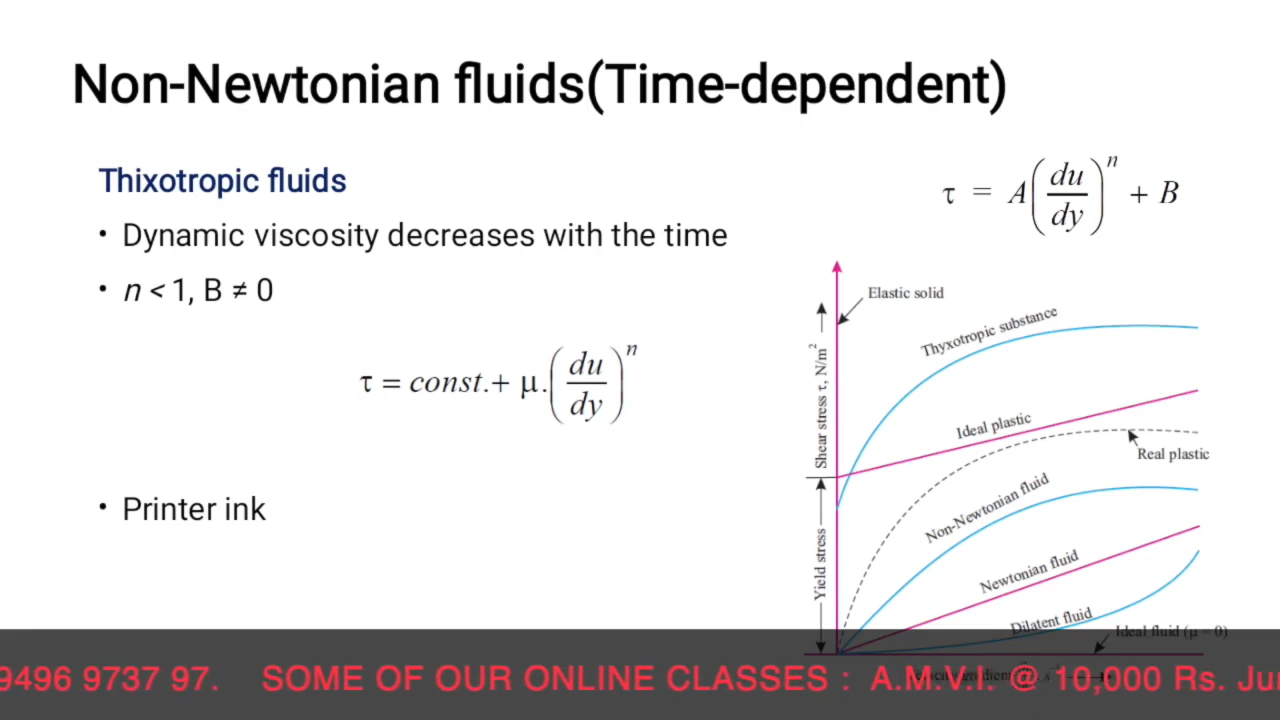 Non-Newtonian fluids(Time-dependent)
Thixotropic fluids
• Dynamic viscosity decreases with the time
• n < 1, B ≠ 0
τ = const.+ μ.(du/dy)^n
• Printer ink
τ = A(du/dy)^n + B
Elastic solid
Thyxotropic substance
Shear stress τ, N/m²
Ideal plastic
Real plastic
Non-Newtonian fluid
Yield stress
Newtonian fluid
Dilatent fluid
Ideal fluid (μ = 0)
9496 9737 97. SOME OF OUR ONLINE CLASSES : A.M.V.I. @ 10,000 Rs.